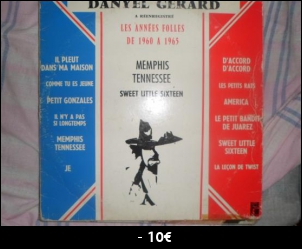 DANYEL GERARD
A REENREGISTRÉ
LES ANNÉES FOLLES
DE 1960 A 1965
IL PLEUT
DANS MA MAISON
COMME TU ES JEUNE
PETIT GONZALES
IL N'Y A PAS
SI LONGTEMPS
MEMPHIS
TENNESSEE
JE
MEMPHIS
TENNESSEE
SWEET LITTLE SIXTEEN
D'ACCORD
D'ACCORD
LES PETITS RATS
AMERICA
LE PETIT BANDIT
DE JUAREZ
SWEET LITTLE
SIXTEEN
LA LEÇON DE TWIST
- 10€